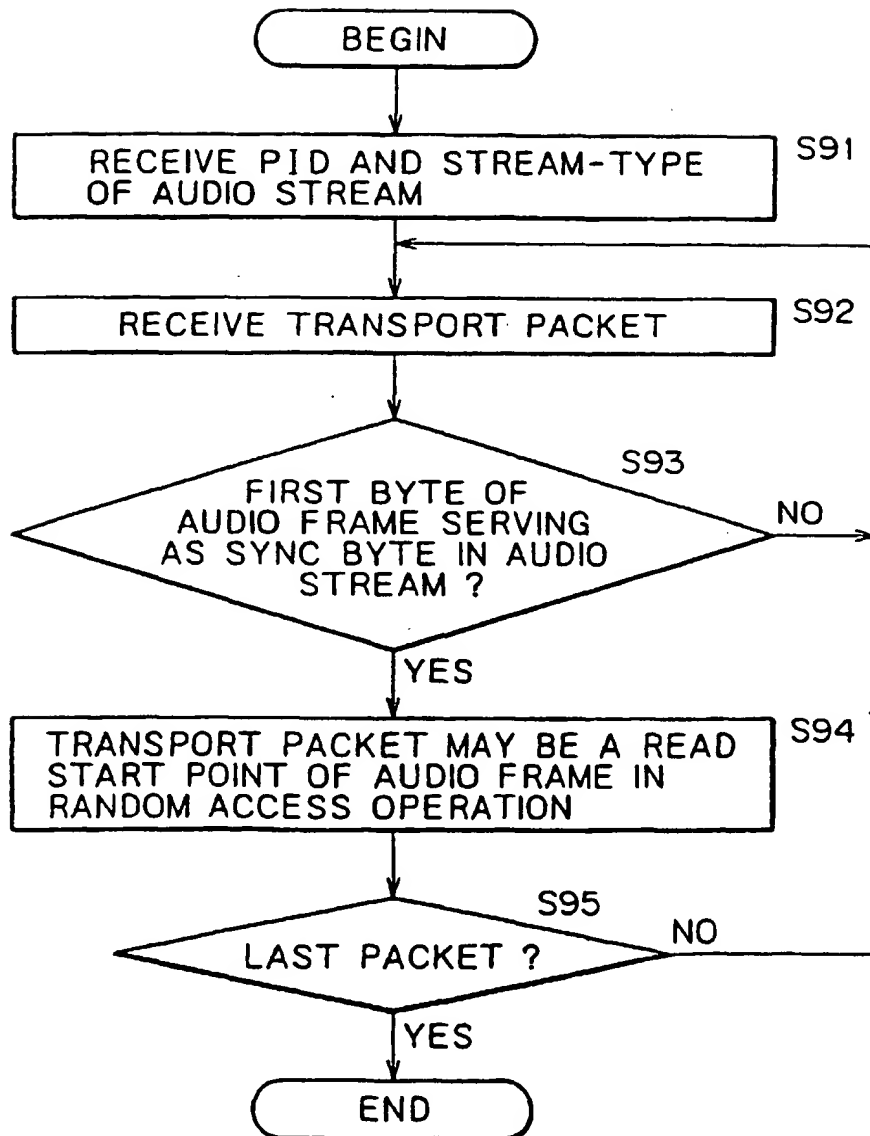 BEGIN
S91
RECEIVE PID AND STREAM-TYPE
OF AUDIO STREAM
RECEIVE TRANSPORT PACKET
S92
S93
FIRST BYTE OF
AUDIO FRAME SERVING
AS SYNC BYTE IN AUDIO
STREAM ?
NO
YES
S94
TRANSPORT PACKET MAY BE A READ
START POINT OF AUDIO FRAME IN
RANDOM ACCESS OPERATION
S95
LAST PACKET ?
NO
YES
END